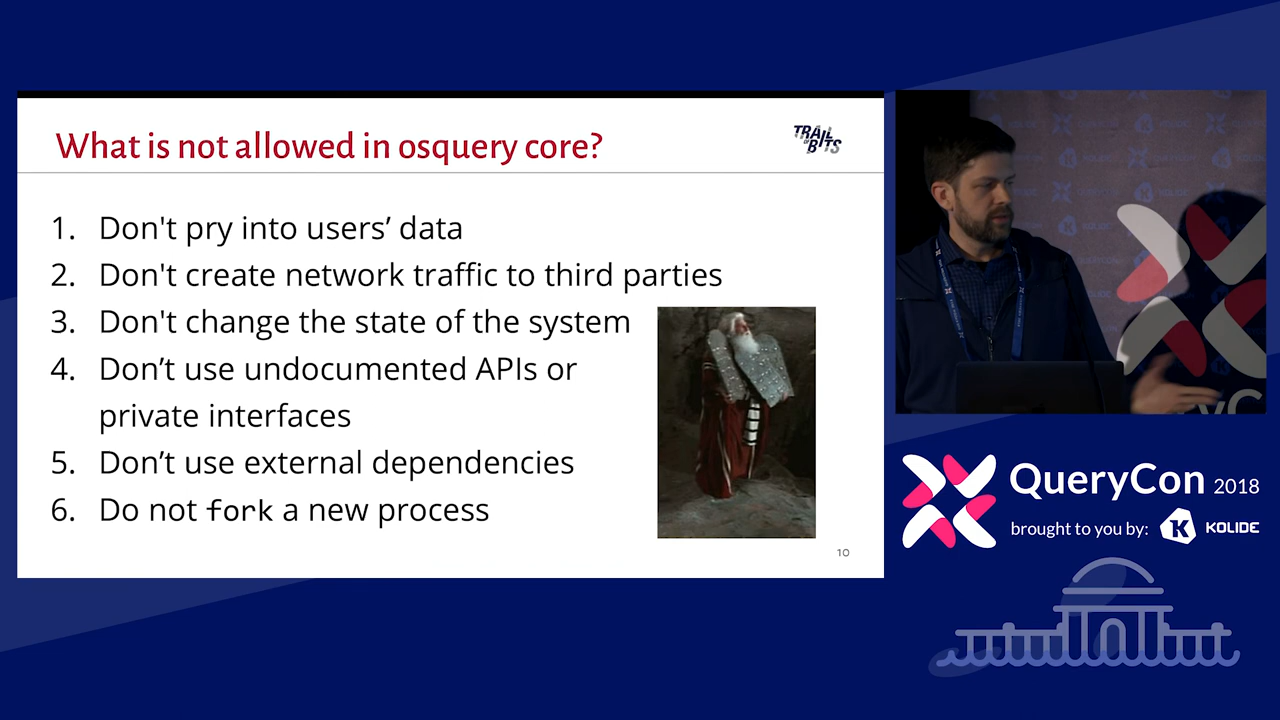 What is not allowed in osquery core?
TRAIL
OF
BITS
1. Don't pry into users’ data
2. Don't create network traffic to third parties
3. Don't change the state of the system
4. Don’t use undocumented APIs or
private interfaces
5. Don’t use external dependencies
6. Do not fork a new process
10
QueryCon 2018
brought to you by: K KOLIDE